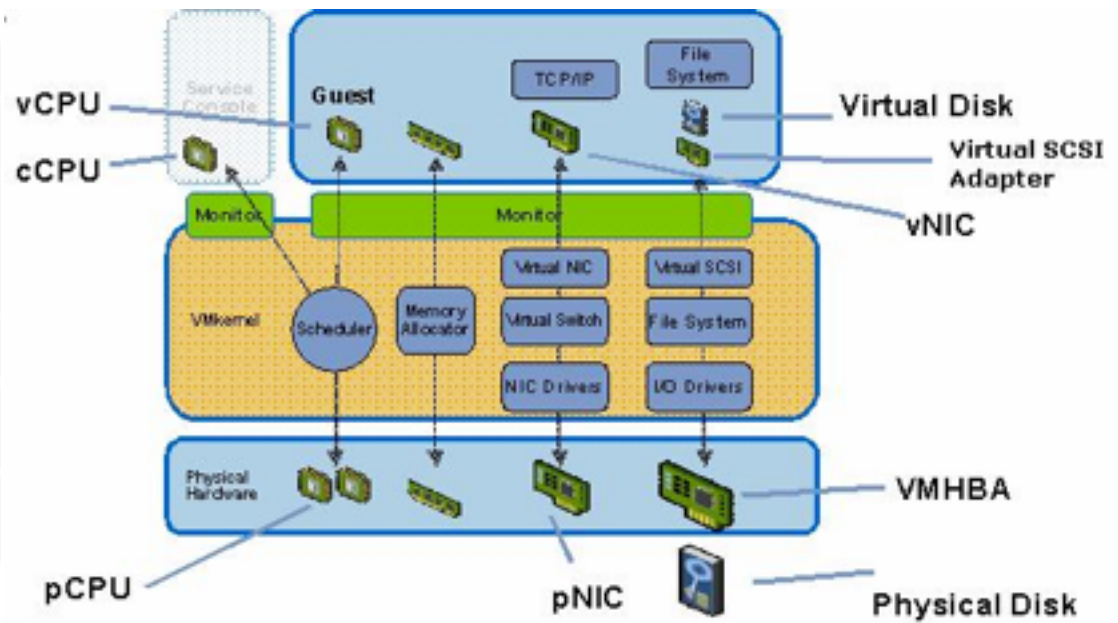 Service
Console
vCPU
cCPU
Guest
TCP/IP
File
System
Virtual Disk
Virtual SCSI
Adapter
vNIC
Monitor
Monitor
VMkernel
Scheduler
Memory
Allocator
Virtual NIC
Virtual Switch
NIC Drivers
Virtual SCSI
File System
I/O Drivers
Physical
Hardware
VMHBA
pCPU
pNIC
Physical Disk